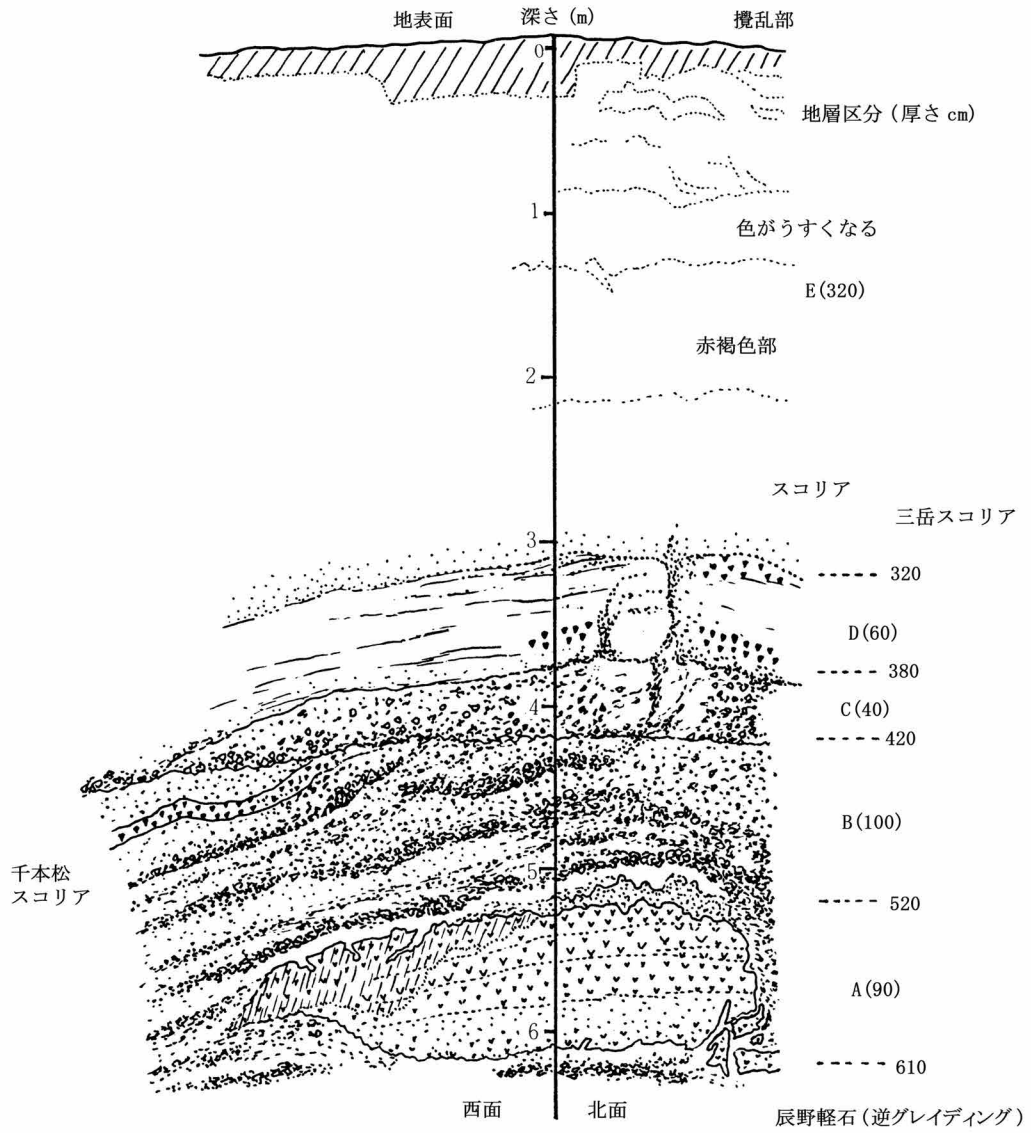 地表面
深さ (m)
攪乱部
0
地層区分 (厚さ cm)
1
色がうすくなる
E(320)
赤褐色部
2
スコリア
三岳スコリア
3
320
D(60)
380
C(40)
4
420
B(100)
千本松
スコリア
5
520
A(90)
6
610
西面
北面
辰野軽石 (逆グレイディング)